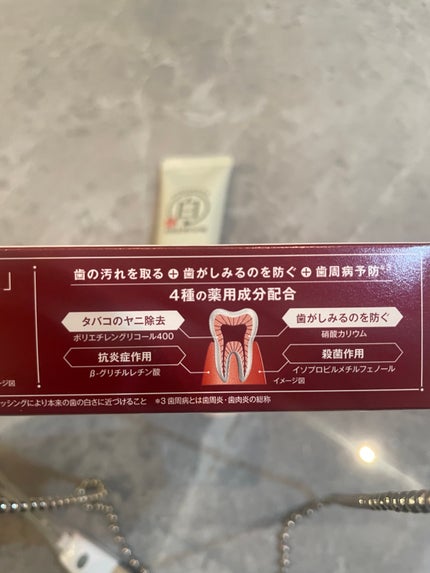 白
」
歯の汚れを取る+歯がしみるのを防ぐ+歯周病予防*3
4種の薬用成分配合
タバコのヤニ除去
ポリエチレングリコール400
歯がしみるのを防ぐ
硝酸カリウム
抗炎症作用
β-グリチルレチン酸
殺菌作用
イソプロピルメチルフェノール
ージ図
イメージ図
ッシングにより本来の歯の白さに近づけること *3 歯周病とは歯周炎・歯肉炎の総称